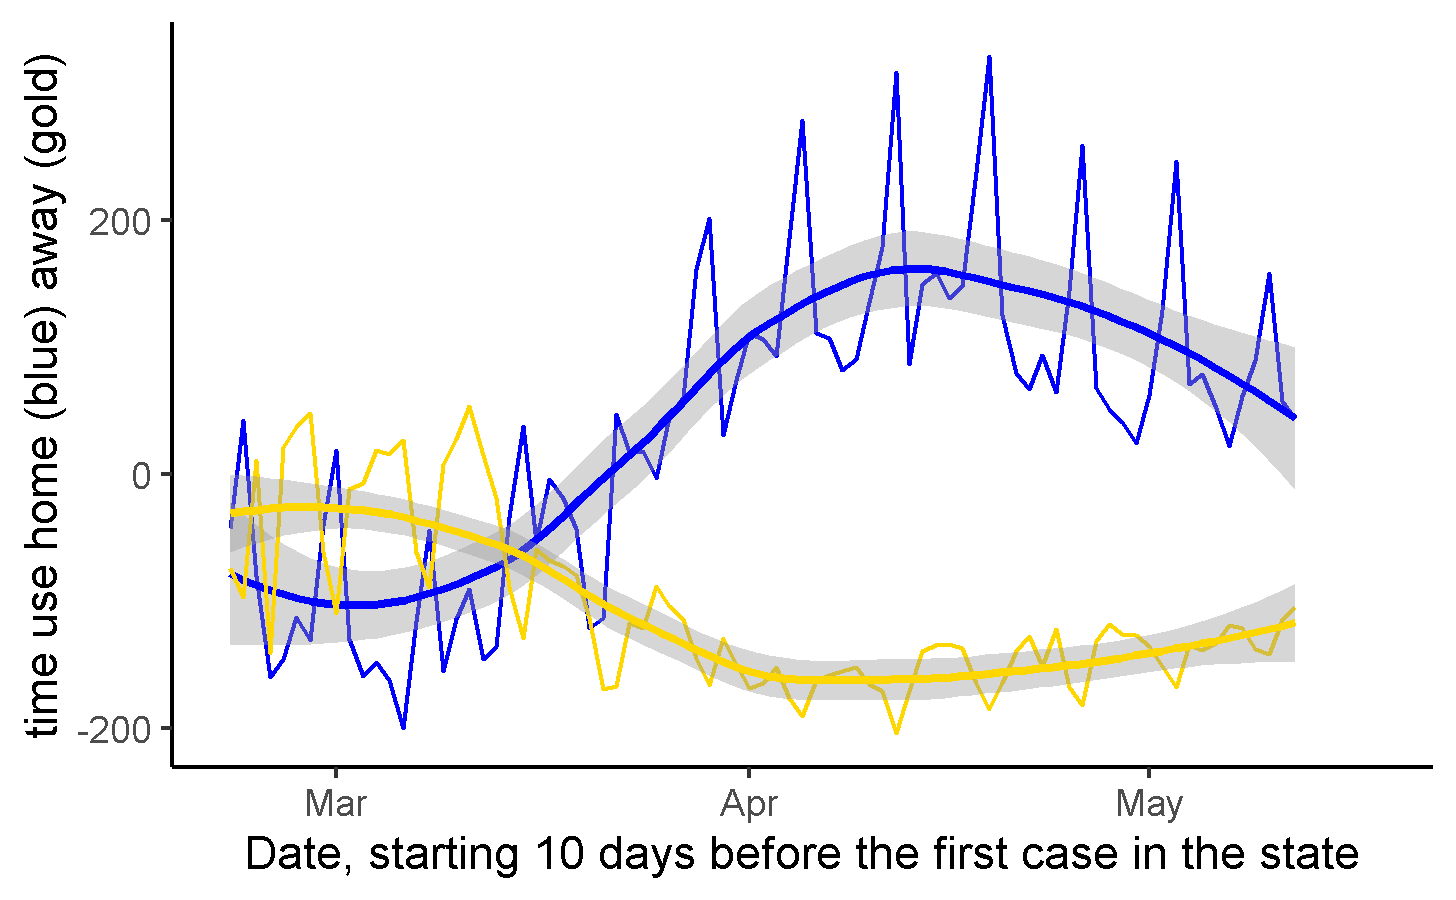 time use home (blue) away (gold)
200
0
-200
Mar Apr May
Date, starting 10 days before the first case in the state